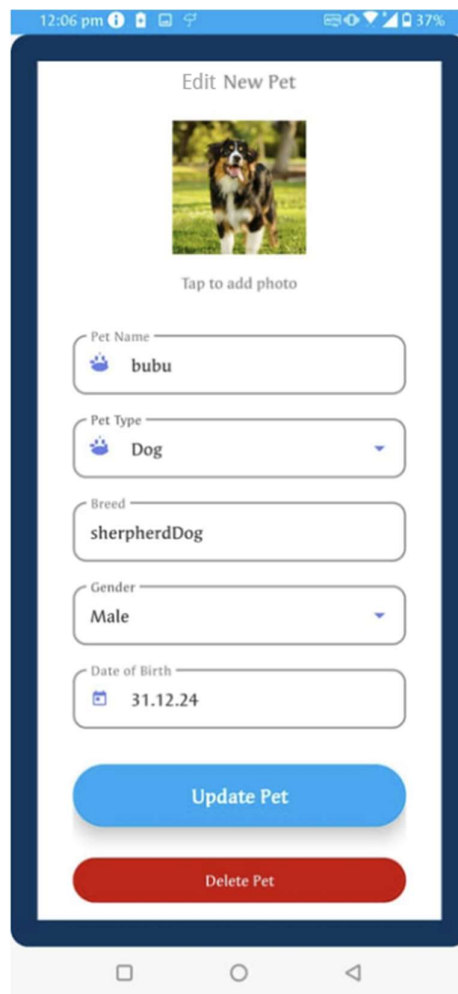 12:06 pm
37%
Edit New Pet
Tap to add photo
Pet Name
bubu
Pet Type
Dog
Breed
sherpherdDog
Gender
Male
Date of Birth
31.12.24
Update Pet
Delete Pet